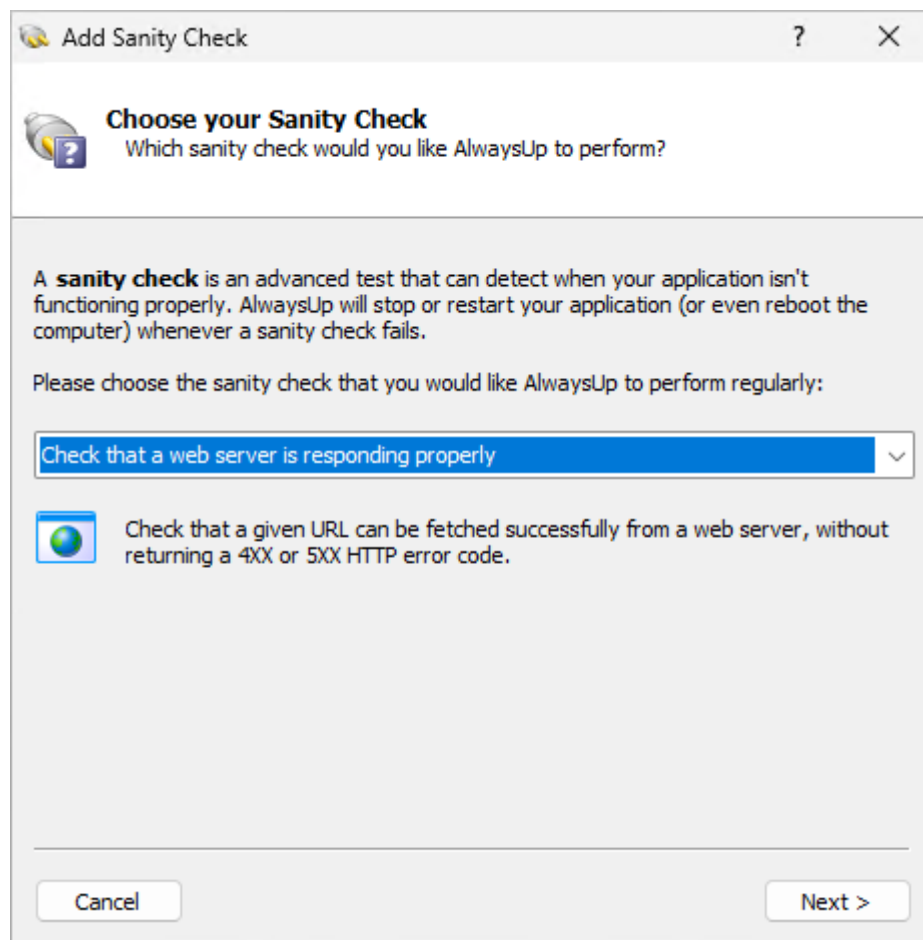 Add Sanity Check
?
Choose your Sanity Check
Which sanity check would you like AlwaysUp to perform?
?
A sanity check is an advanced test that can detect when your application isn't
functioning properly. AlwaysUp will stop or restart your application (or even reboot the
computer) whenever a sanity check fails.
Please choose the sanity check that you would like AlwaysUp to perform regularly:
Check that a web server is responding properly
Check that a given URL can be fetched successfully from a web server, without
returning a 4XX or 5XX HTTP error code.
Cancel
Next >